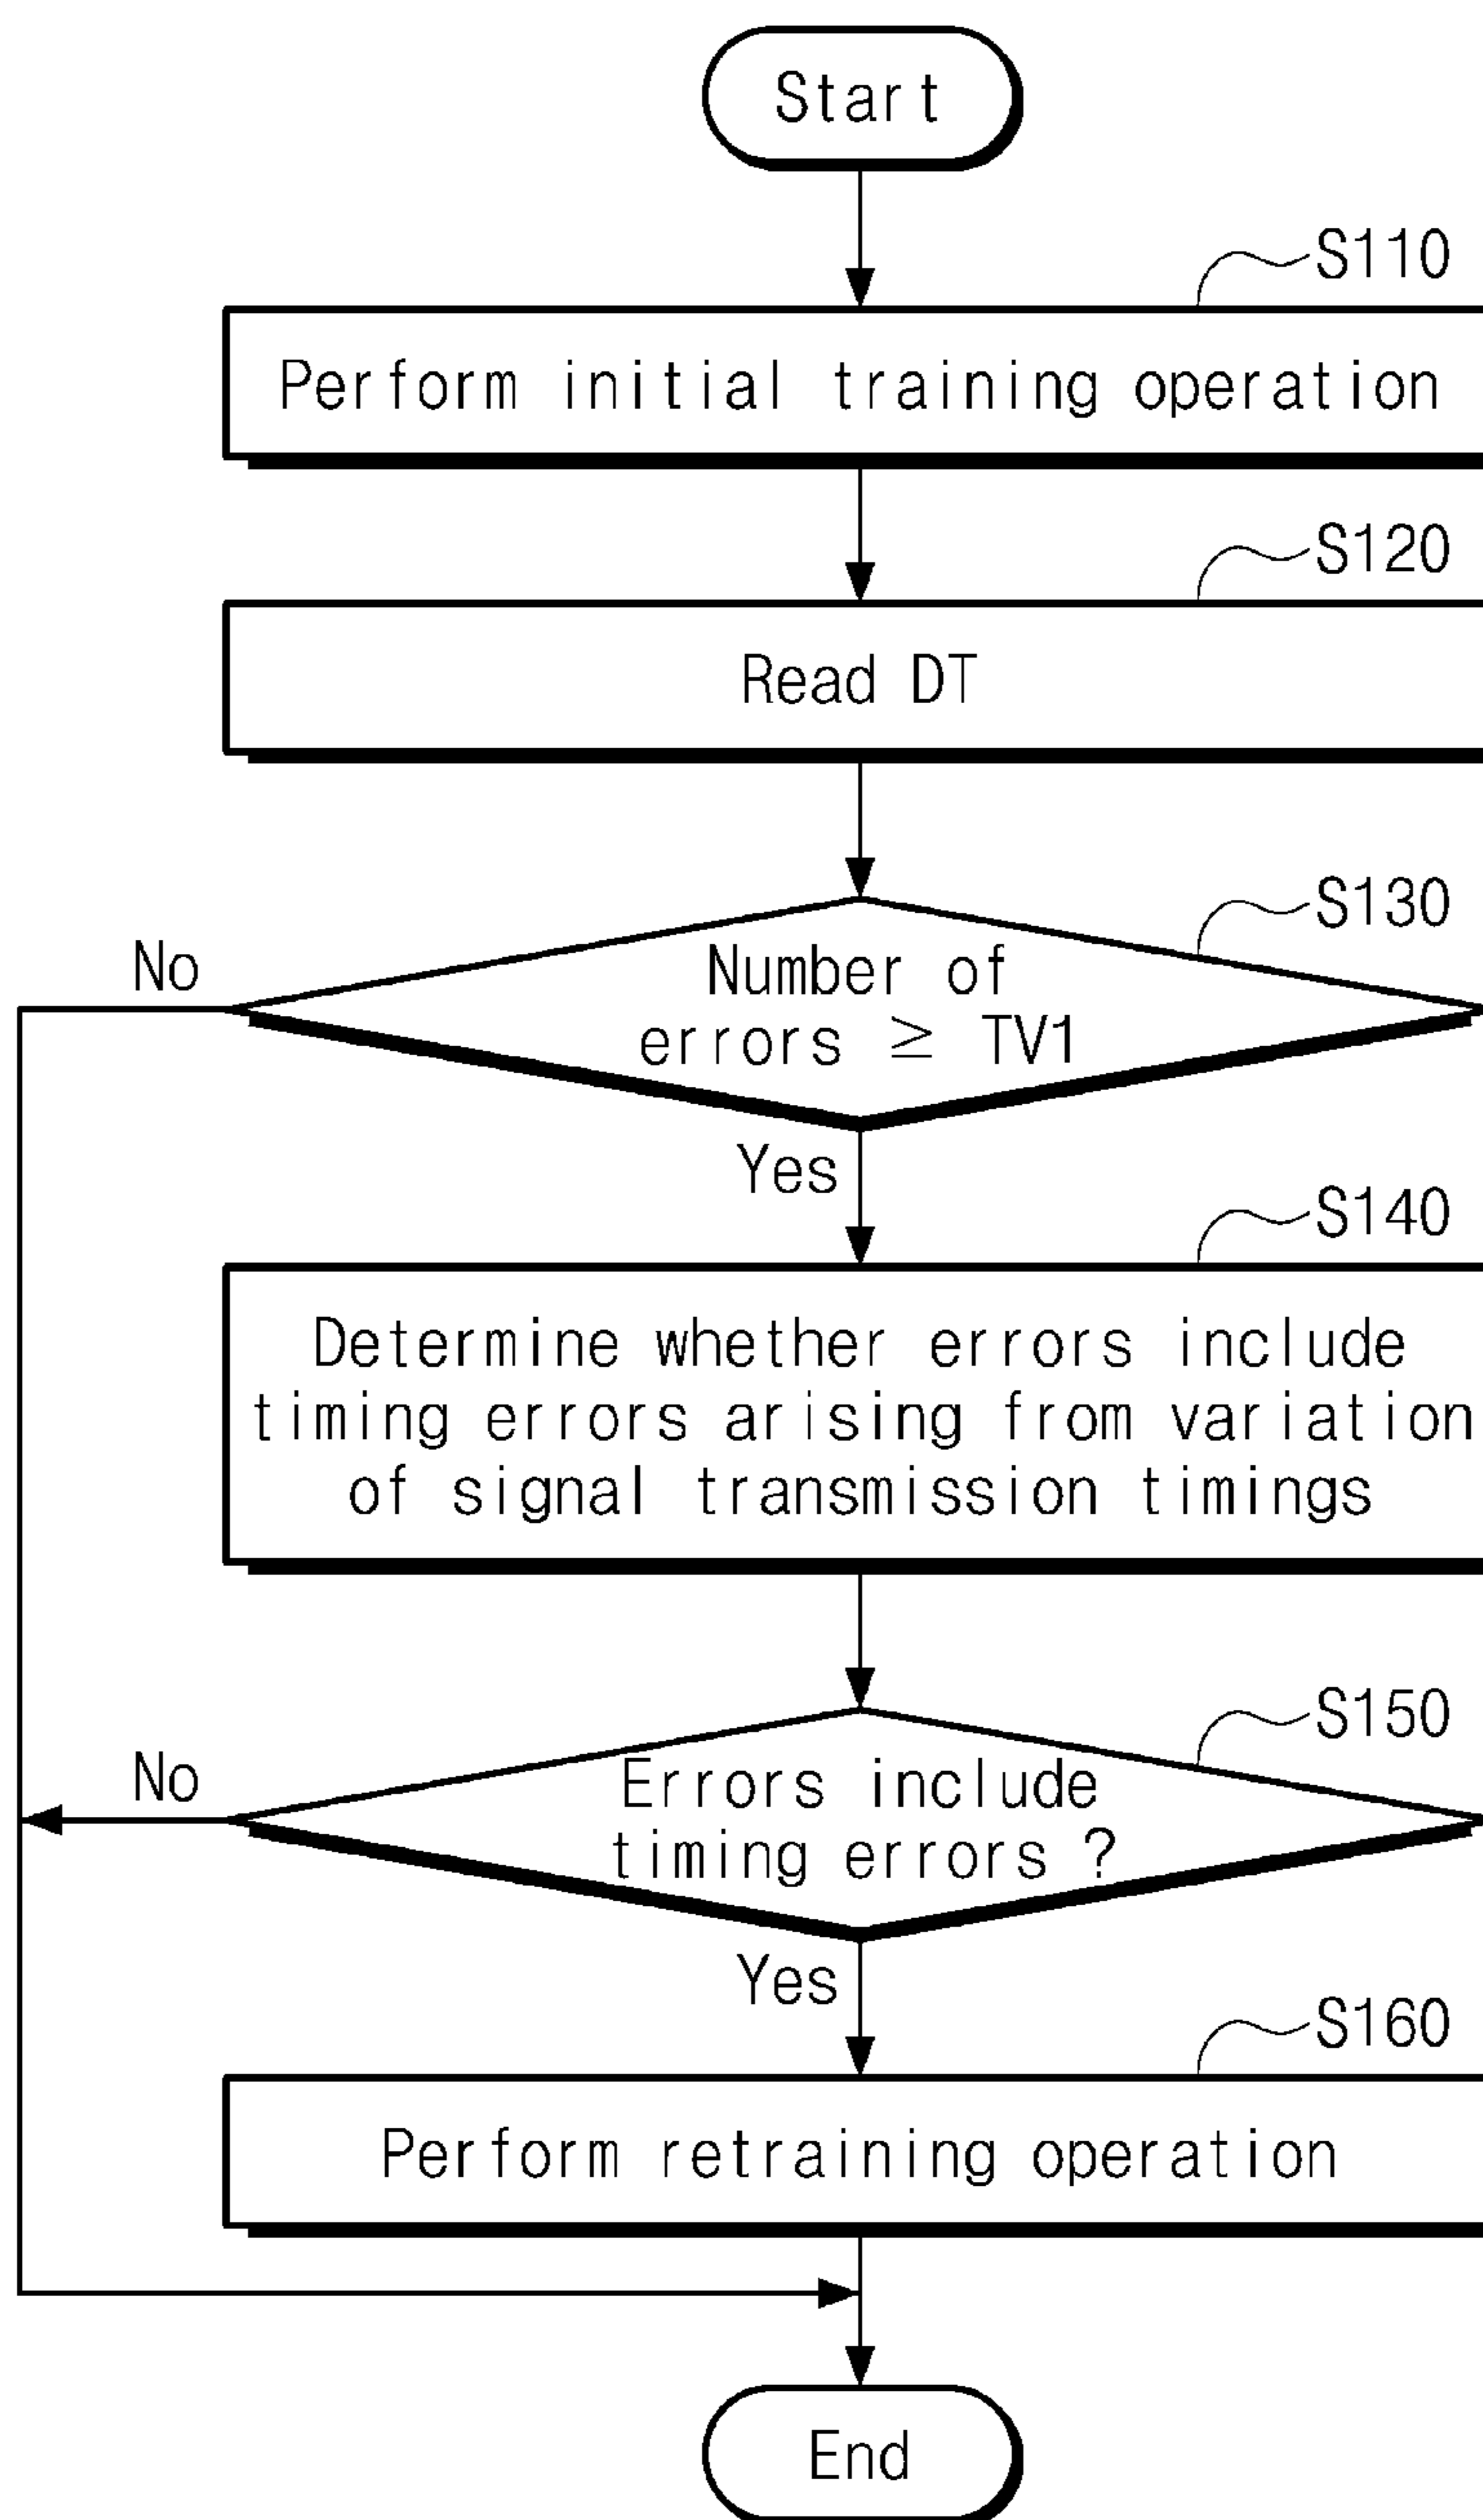 Start
S110
Perform initial training operation
S120
Read DT
S130
No
Number of
errors ≥ TV1
Yes
S140
Determine whether errors include
timing errors arising from variation
of signal transmission timings
S150
No
Errors include
timing errors ?
Yes
S160
Perform retraining operation
End